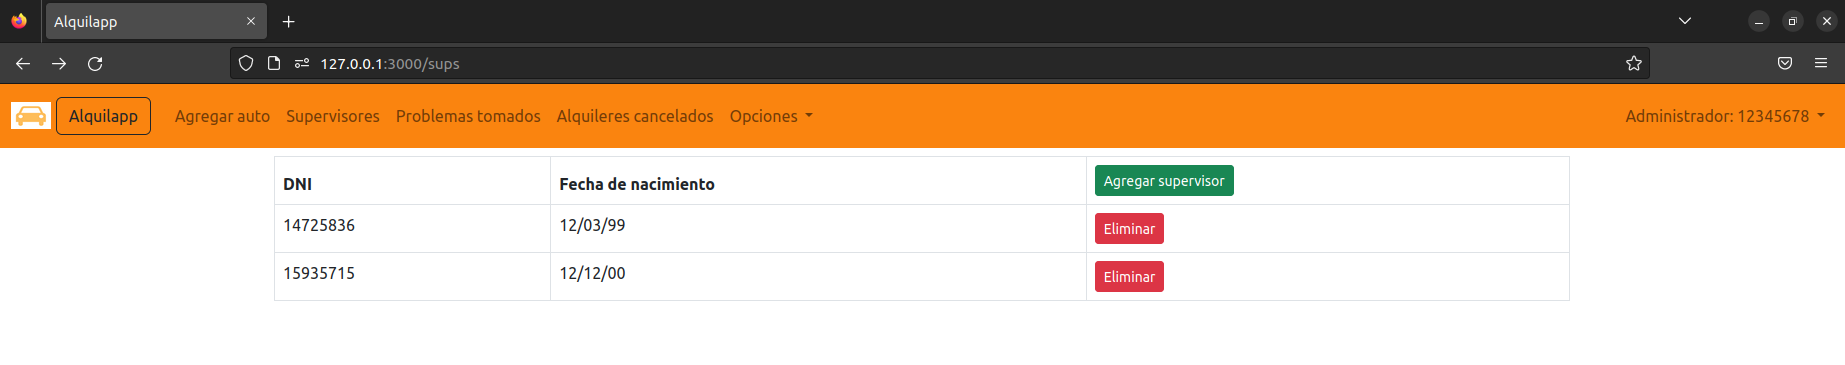 Alquilapp
127.0.0.1:3000/sups
Alquilapp Agregar auto Supervisores Problemas tomados Alquileres cancelados Opciones Administrador: 12345678
DNI Fecha de nacimiento Agregar supervisor
14725836 12/03/99 Eliminar
15935715 12/12/00 Eliminar